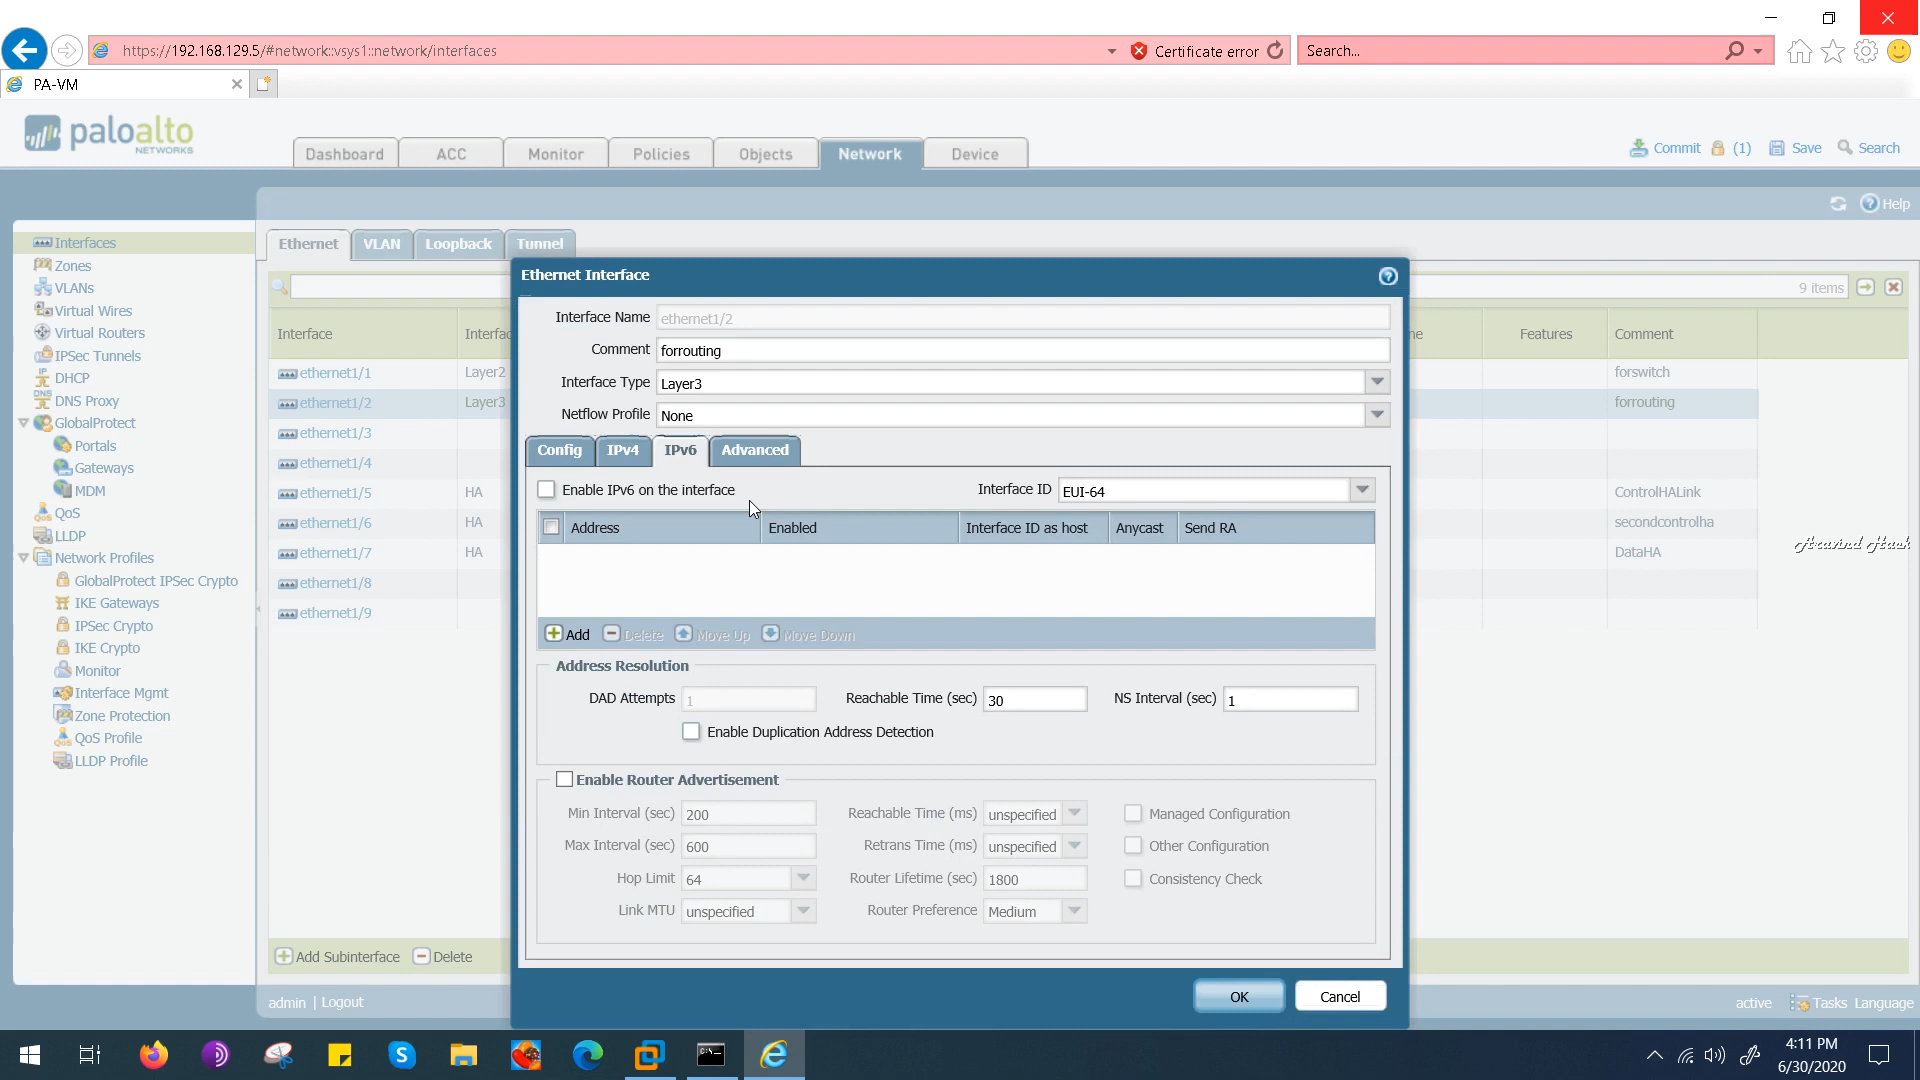 https://192.168.129.5/#network::vsys1::network/interfaces
Certificate error
Search...
PA-VM
paloalto
NETWORKS
Dashboard
ACC
Monitor
Policies
Objects
Network
Device
Commit
(1)
Save
Search
Help
Interfaces
Zones
VLANs
Virtual Wires
Virtual Routers
IPSec Tunnels
DHCP
DNS Proxy
GlobalProtect
Portals
Gateways
MDM
QoS
LLDP
Network Profiles
GlobalProtect IPSec Crypto
IKE Gateways
IPSec Crypto
IKE Crypto
Monitor
Interface Mgmt
Zone Protection
QoS Profile
LLDP Profile
Ethernet
VLAN
Loopback
Tunnel
9 items
Interface
Interfac
ne
Features
Comment
ethernet1/1
Layer2
forswitch
ethernet1/2
Layer3
forrouting
ethernet1/3
ethernet1/4
ethernet1/5
HA
ControlHALink
ethernet1/6
HA
secondcontrolha
ethernet1/7
HA
DataHA
ethernet1/8
ethernet1/9
Aravind Hack
Ethernet Interface
Interface Name ethernet1/2
Comment forrouting
Interface Type Layer3
Netflow Profile None
Config
IPv4
IPv6
Advanced
Enable IPv6 on the interface
Interface ID EUI-64
Address
Enabled
Interface ID as host
Anycast
Send RA
Add
Delete
Move Up
Move Down
Address Resolution
DAD Attempts 1
Reachable Time (sec) 30
NS Interval (sec) 1
Enable Duplication Address Detection
Enable Router Advertisement
Min Interval (sec) 200
Reachable Time (ms) unspecified
Managed Configuration
Max Interval (sec) 600
Retrans Time (ms) unspecified
Other Configuration
Hop Limit 64
Router Lifetime (sec) 1800
Consistency Check
Link MTU unspecified
Router Preference Medium
OK
Cancel
Add Subinterface
Delete
admin | Logout
active
Tasks
Language
4:11 PM
6/30/2020